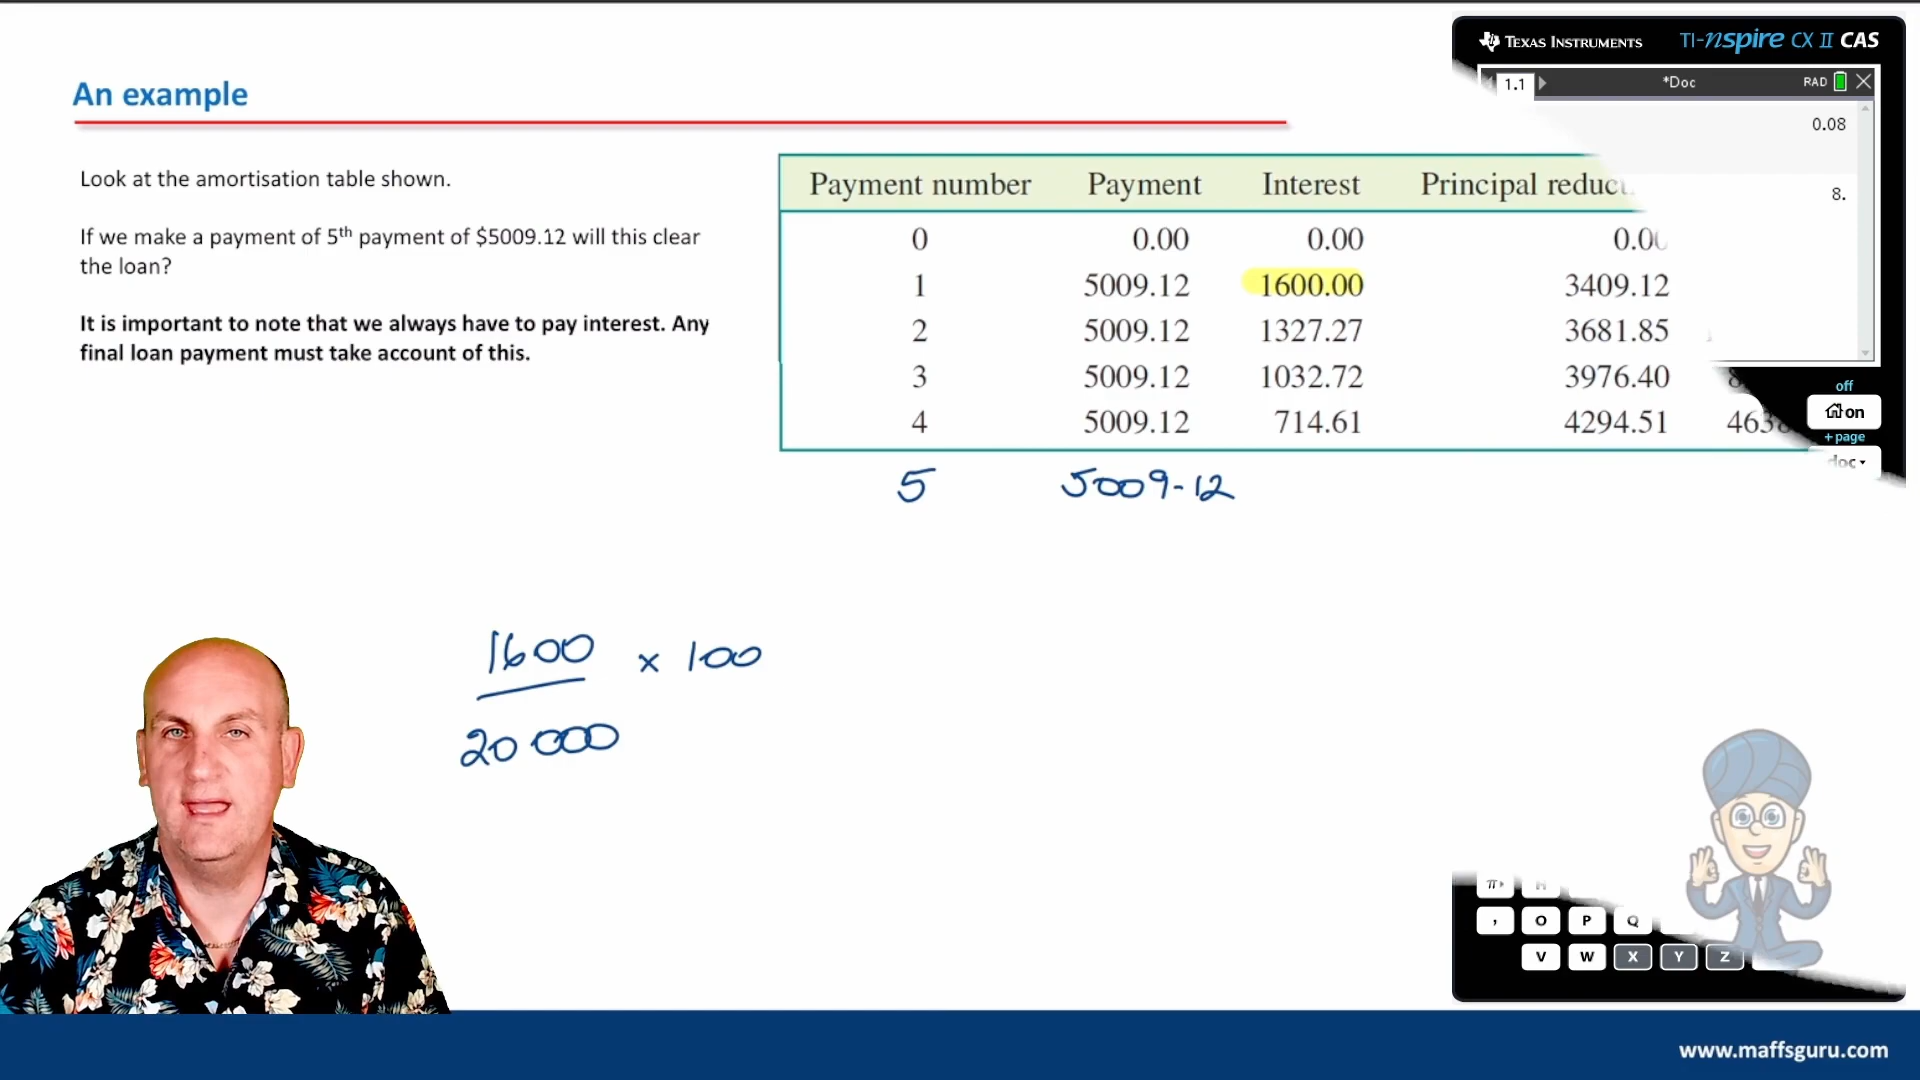 An example
Look at the amortisation table shown.
If we make a payment of 5th payment of $5009.12 will this clear
the loan?
It is important to note that we always have to pay interest. Any
final loan payment must take account of this.
Payment number Payment Interest Principal
0 0.00 0.00
1 5009.12 1600.00 3409.12
2 5009.12 1327.27 3681.85
3 5009.12 1032.72 3976.40
4 5009.12 714.61 4294.51
5 5009-12
1600 x 100
20 000
TEXAS INSTRUMENTS TI-nspire CX II CAS
1.1 *Doc RAD
0.08
8.
off
on
+ page
doc
π
, O P Q
V W X Y Z
www.maffsguru.com